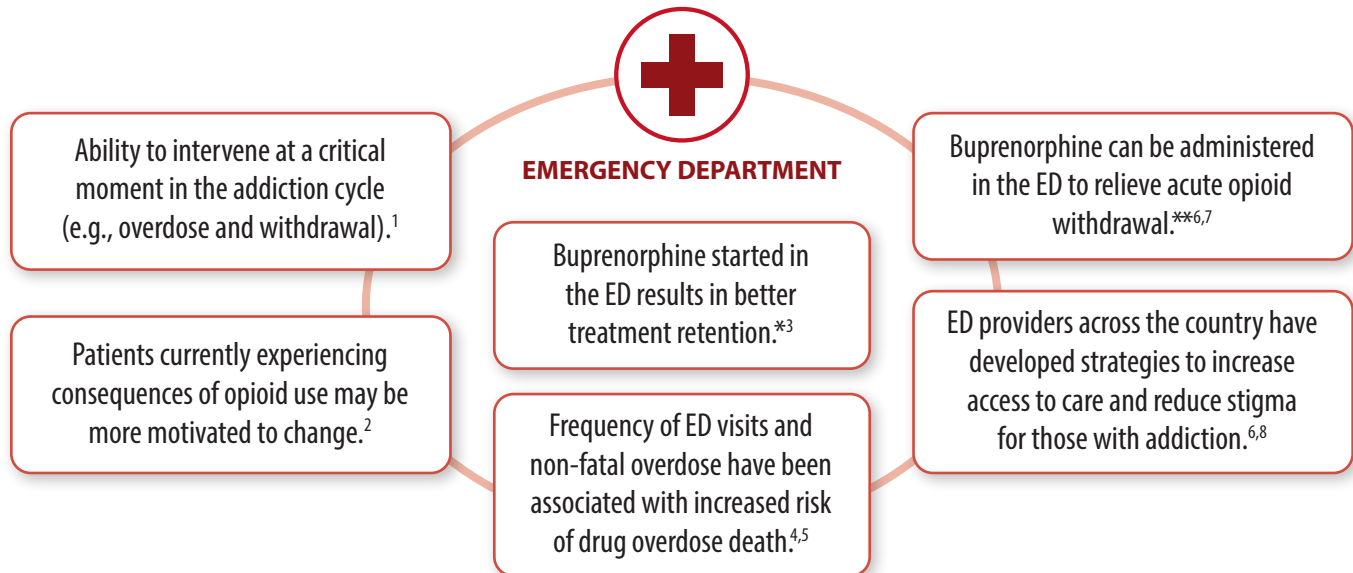 EMERGENCY DEPARTMENT
Ability to intervene at a critical
moment in the addiction cycle
(e.g., overdose and withdrawal).1
Patients currently experiencing
consequences of opioid use may be
more motivated to change.2
Buprenorphine started in
the ED results in better
treatment retention.*3
Frequency of ED visits and
non-fatal overdose have been
associated with increased risk
of drug overdose death.4,5
Buprenorphine can be administered
in the ED to relieve acute opioid
withdrawal.**6,7
ED providers across the country have
developed strategies to increase
access to care and reduce stigma
for those with addiction.6,8